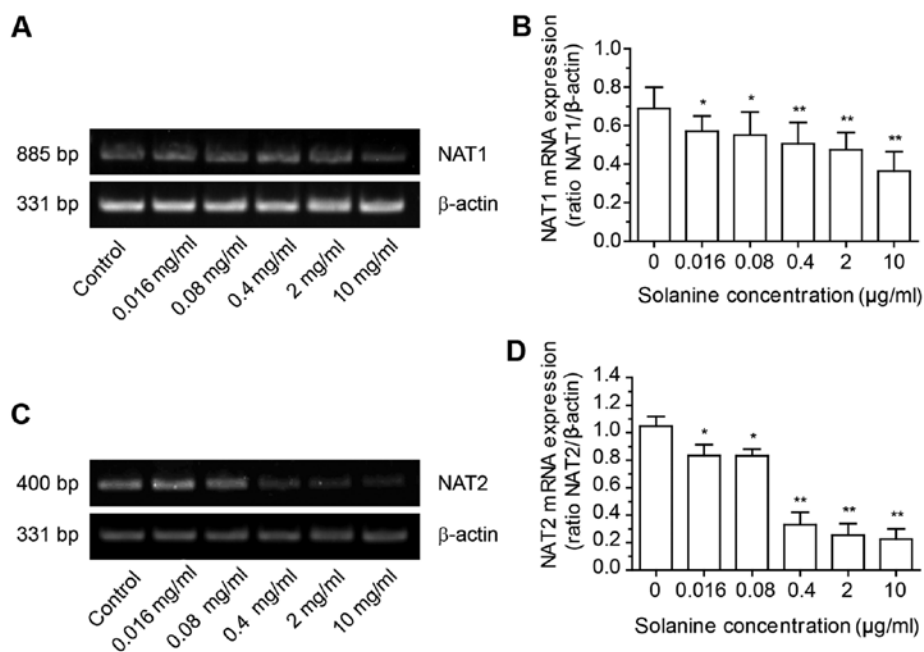 A
885 bp
NAT1
331 bp
β-actin
Control
0.016 mg/ml
0.08 mg/ml
0.4 mg/ml
2 mg/ml
10 mg/ml
B
NAT1 mRNA expression
(ratio NAT1/β-actin)
1.0
0.8
0.6
0.4
0.2
0.0
* * ** ** **
0 0.016 0.08 0.4 2 10
Solanine concentration (µg/ml)
C
400 bp
NAT2
331 bp
β-actin
Control
0.016 mg/ml
0.08 mg/ml
0.4 mg/ml
2 mg/ml
10 mg/ml
D
NAT2 mRNA expression
(ratio NAT2/β-actin)
1.4
1.2
1.0
0.8
0.6
0.4
0.2
0.0
* * ** ** **
0 0.016 0.08 0.4 2 10
Solanine concentration (µg/ml)